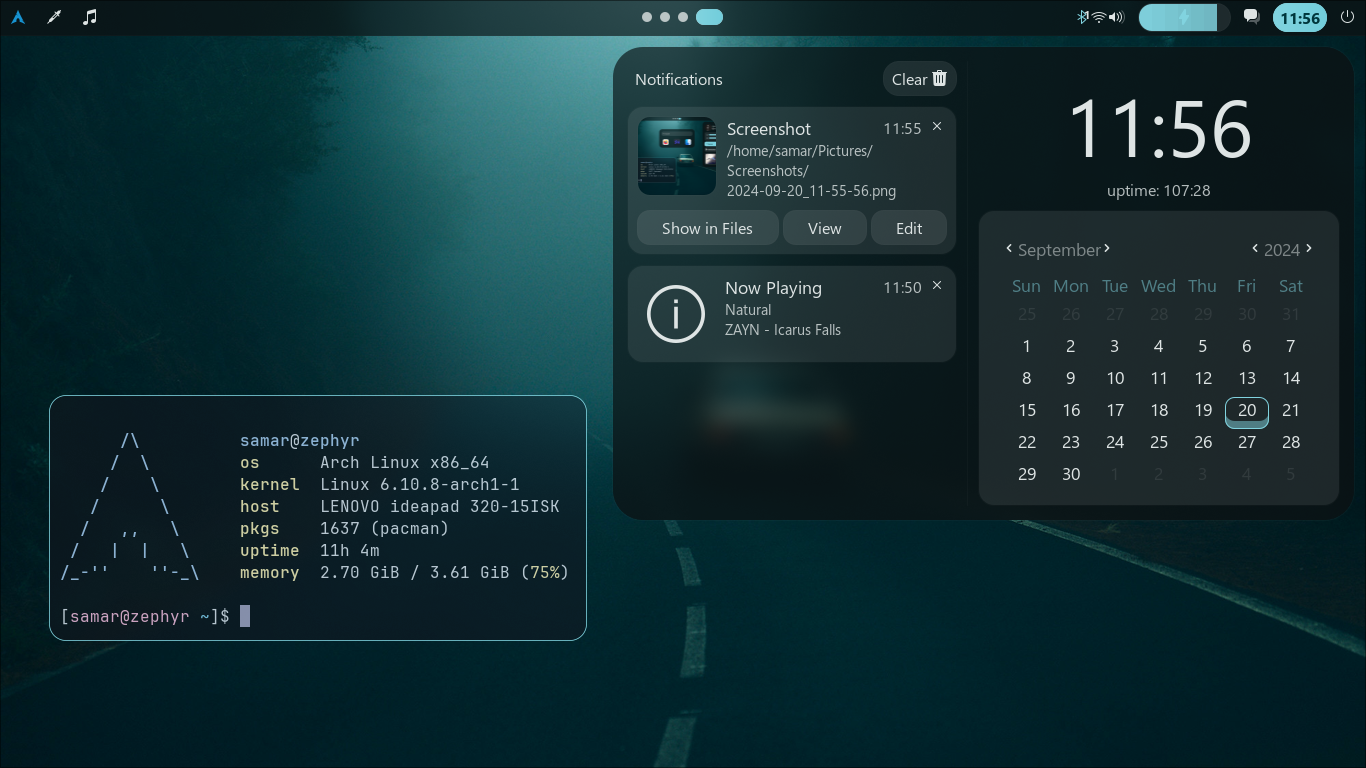 11:56
Notifications
Clear
Screenshot 11:55
/home/samar/Pictures/
Screenshots/
2024-09-20_11-55-56.png
Show in Files View Edit
Now Playing 11:50
Natural
ZAYN - Icarus Falls
11:56
uptime: 107:28
September 2024
Sun Mon Tue Wed Thu Fri Sat
25 26 27 28 29 30 31
1 2 3 4 5 6 7
8 9 10 11 12 13 14
15 16 17 18 19 20 21
22 23 24 25 26 27 28
29 30 1 2 3 4 5
samar@zephyr
os Arch Linux x86_64
kernel Linux 6.10.8-arch1-1
host LENOVO ideapad 320-15ISK
pkgs 1637 (pacman)
uptime 11h 4m
memory 2.70 GiB / 3.61 GiB (75%)
[samar@zephyr ~]$